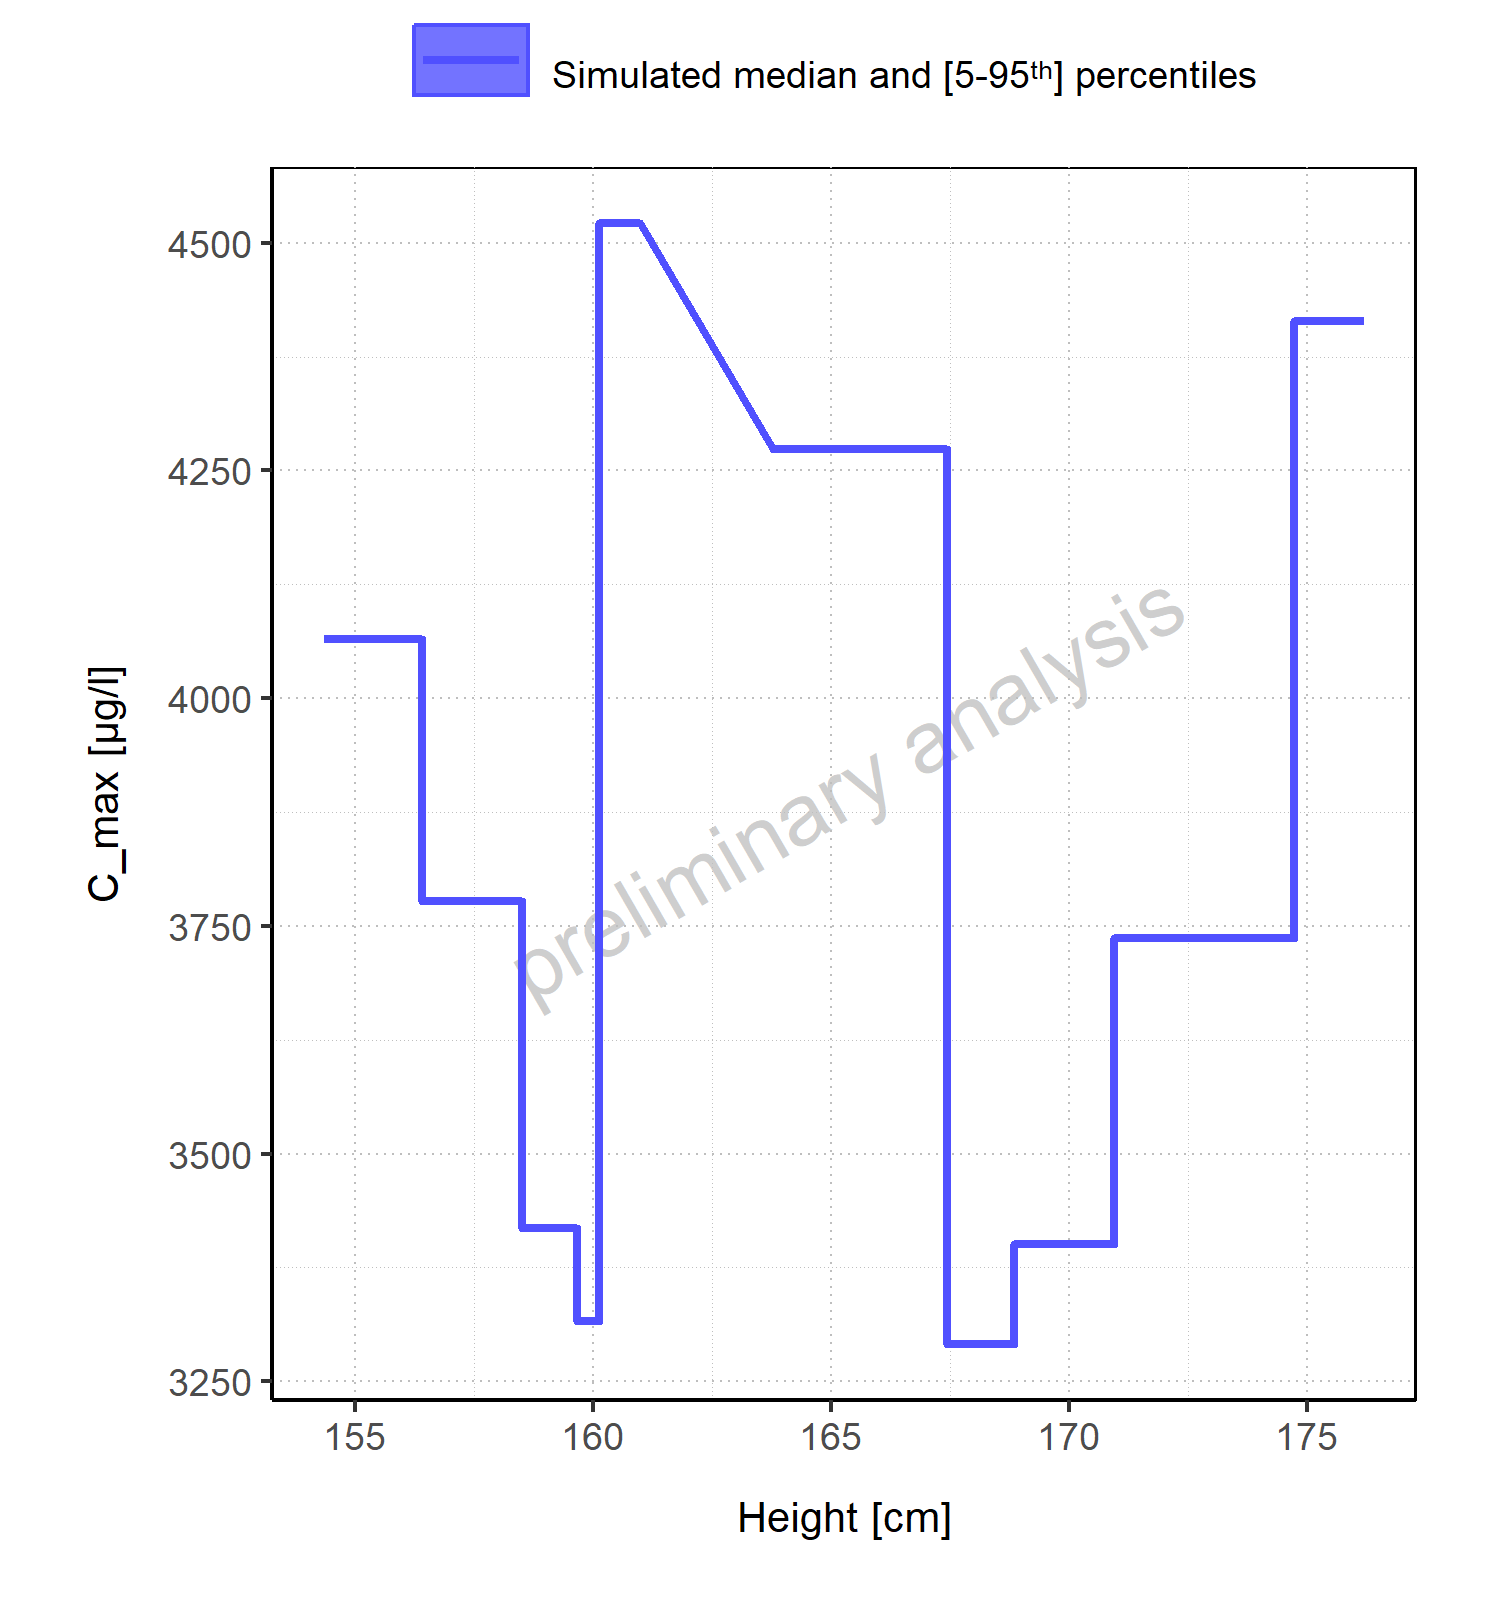 Simulated median and [5-95ᵗʰ] percentiles
4500
4250
4000
3750
3500
3250
C_max [µg/l]
preliminary analysis
155 160 165 170 175
Height [cm]